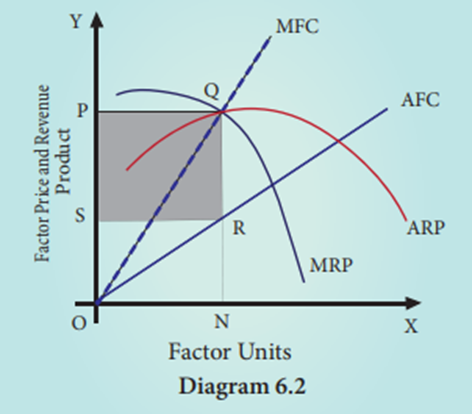 Y
MFC
Q
P
AFC
Factor Price and Revenue
Product
S
R
ARP
MRP
O
N
X
Factor Units
Diagram 6.2